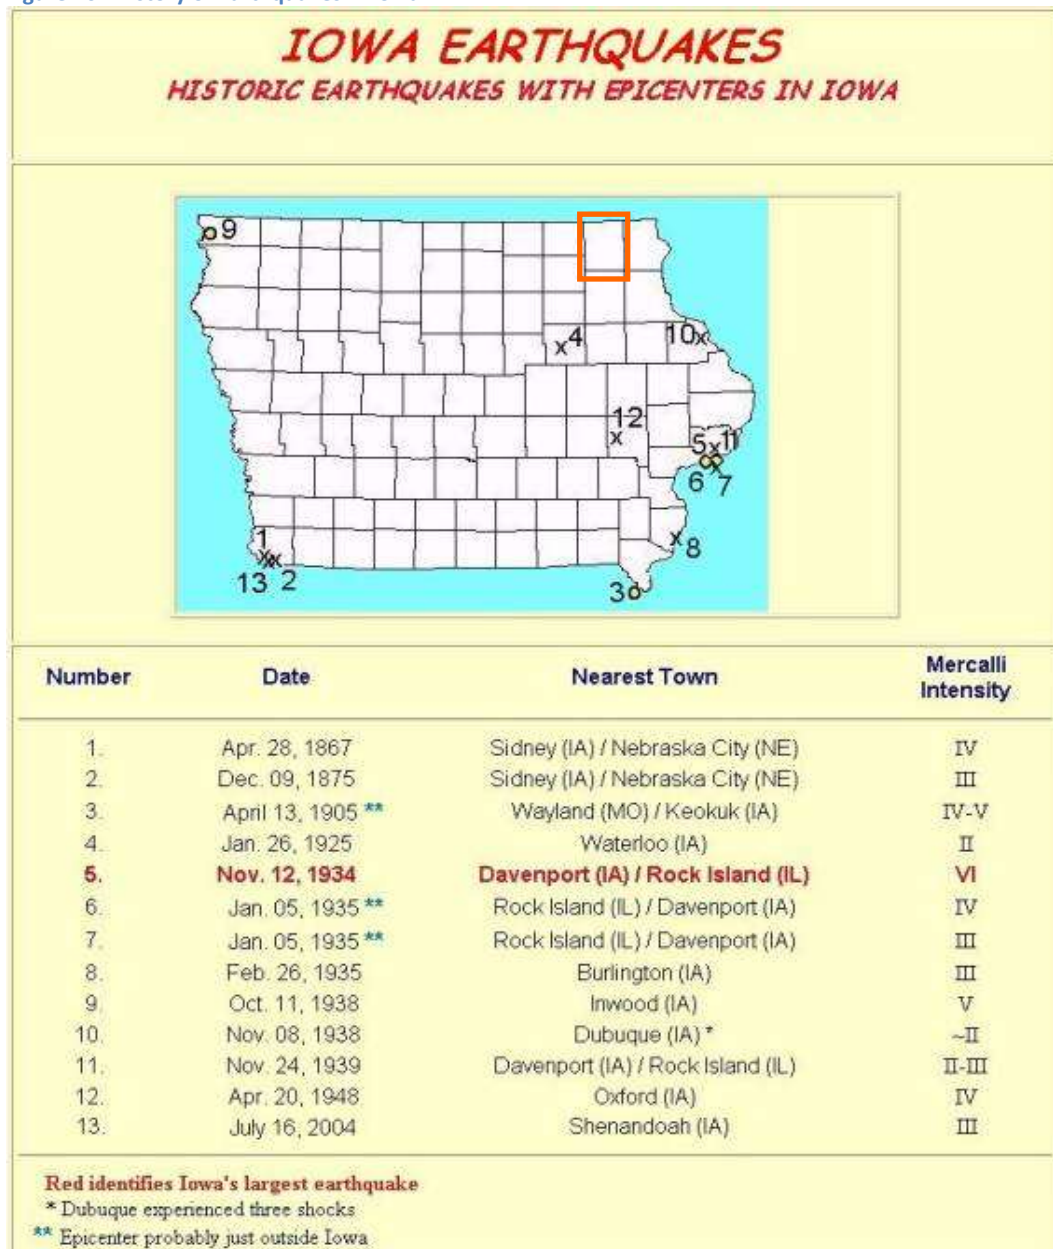 IOWA EARTHQUAKES
HISTORIC EARTHQUAKES WITH EPICENTERS IN IOWA
9
4
10
12
5
11
6
7
1
8
13
2
3
Number Date Nearest Town Mercalli Intensity
1. Apr. 28, 1867 Sidney (IA) / Nebraska City (NE) IV
2. Dec. 09, 1875 Sidney (IA) / Nebraska City (NE) III
3. April 13, 1905 ** Wayland (MO) / Keokuk (IA) IV-V
4. Jan. 26, 1925 Waterloo (IA) II
5. Nov. 12, 1934 Davenport (IA) / Rock Island (IL) VI
6. Jan. 05, 1935 ** Rock Island (IL) / Davenport (IA) IV
7. Jan. 05, 1935 ** Rock Island (IL) / Davenport (IA) III
8. Feb. 26, 1935 Burlington (IA) III
9. Oct. 11, 1938 Inwood (IA) V
10. Nov. 08, 1938 Dubuque (IA) * ~II
11. Nov. 24, 1939 Davenport (IA) / Rock Island (IL) II-III
12. Apr. 20, 1948 Oxford (IA) IV
13. July 16, 2004 Shenandoah (IA) III
Red identifies Iowa's largest earthquake
* Dubuque experienced three shocks
** Epicenter probably just outside Iowa